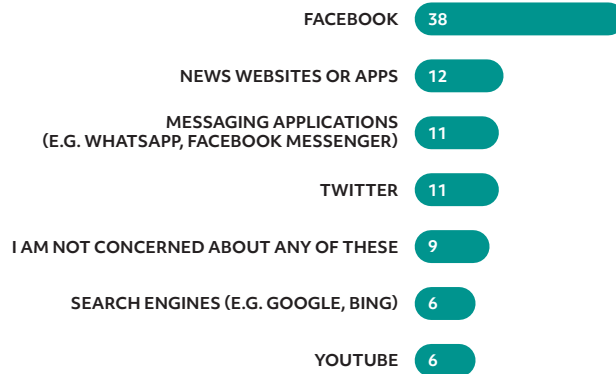 FACEBOOK 38
NEWS WEBSITES OR APPS 12
MESSAGING APPLICATIONS
(E.G. WHATSAPP, FACEBOOK MESSENGER) 11
TWITTER 11
I AM NOT CONCERNED ABOUT ANY OF THESE 9
SEARCH ENGINES (E.G. GOOGLE, BING) 6
YOUTUBE 6